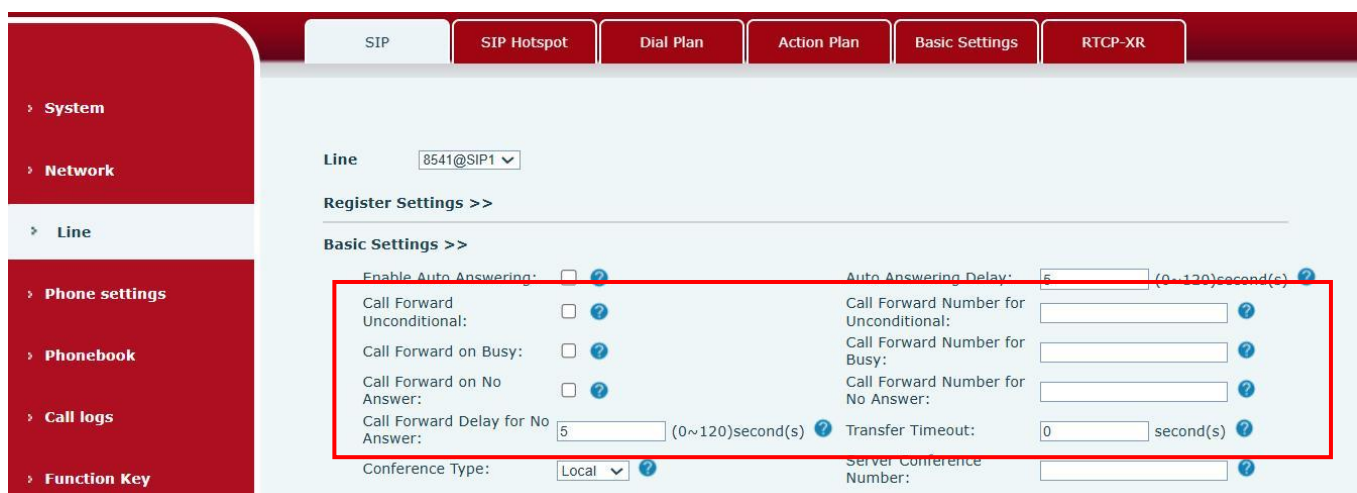 SIP
SIP Hotspot
Dial Plan
Action Plan
Basic Settings
RTCP-XR
› System
› Network
› Line
› Phone settings
› Phonebook
› Call logs
› Function Key
Line 8541@SIP1
Register Settings >>
Basic Settings >>
Enable Auto Answering: ?
Auto Answering Delay: 5 (0~120)second(s) ?
Call Forward
Unconditional: ?
Call Forward Number for
Unconditional: ?
Call Forward on Busy: ?
Call Forward Number for
Busy: ?
Call Forward on No
Answer: ?
Call Forward Number for
No Answer: ?
Call Forward Delay for No
Answer: 5 (0~120)second(s) ?
Transfer Timeout: 0 second(s) ?
Conference Type: Local ?
Server Conference
Number: ?